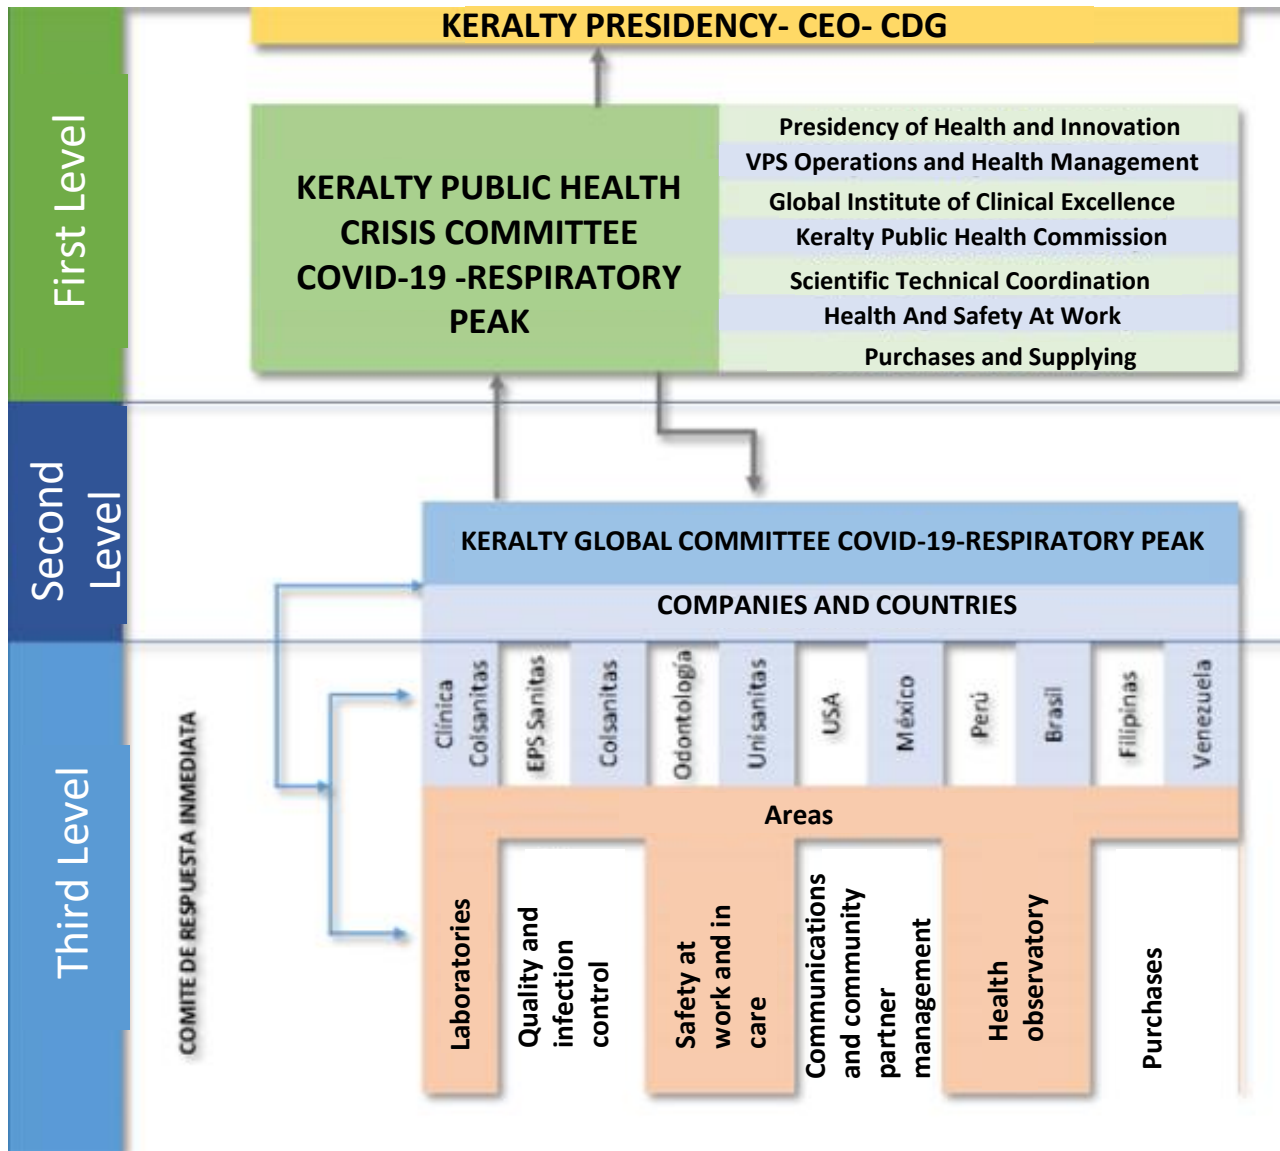 KERALTY PRESIDENCY- CEO- CDG
First Level
KERALTY PUBLIC HEALTH
CRISIS COMMITTEE
COVID-19 -RESPIRATORY
PEAK
Presidency of Health and Innovation
VPS Operations and Health Management
Global Institute of Clinical Excellence
Keralty Public Health Commission
Scientific Technical Coordination
Health And Safety At Work
Purchases and Supplying
Second
Level
KERALTY GLOBAL COMMITTEE COVID-19-RESPIRATORY PEAK
COMPANIES AND COUNTRIES
Third Level
COMITE DE RESPUESTA INMEDIATA
Clínica
Colsanitas
EPS Sanitas
Colsanitas
Odontología
Unisanitas
USA
México
Perú
Brasil
Filipinas
Venezuela
Areas
Laboratories
Quality and
infection
control
Safety at
work and in
care
Communications
and community
partner
management
Health
observatory
Purchases